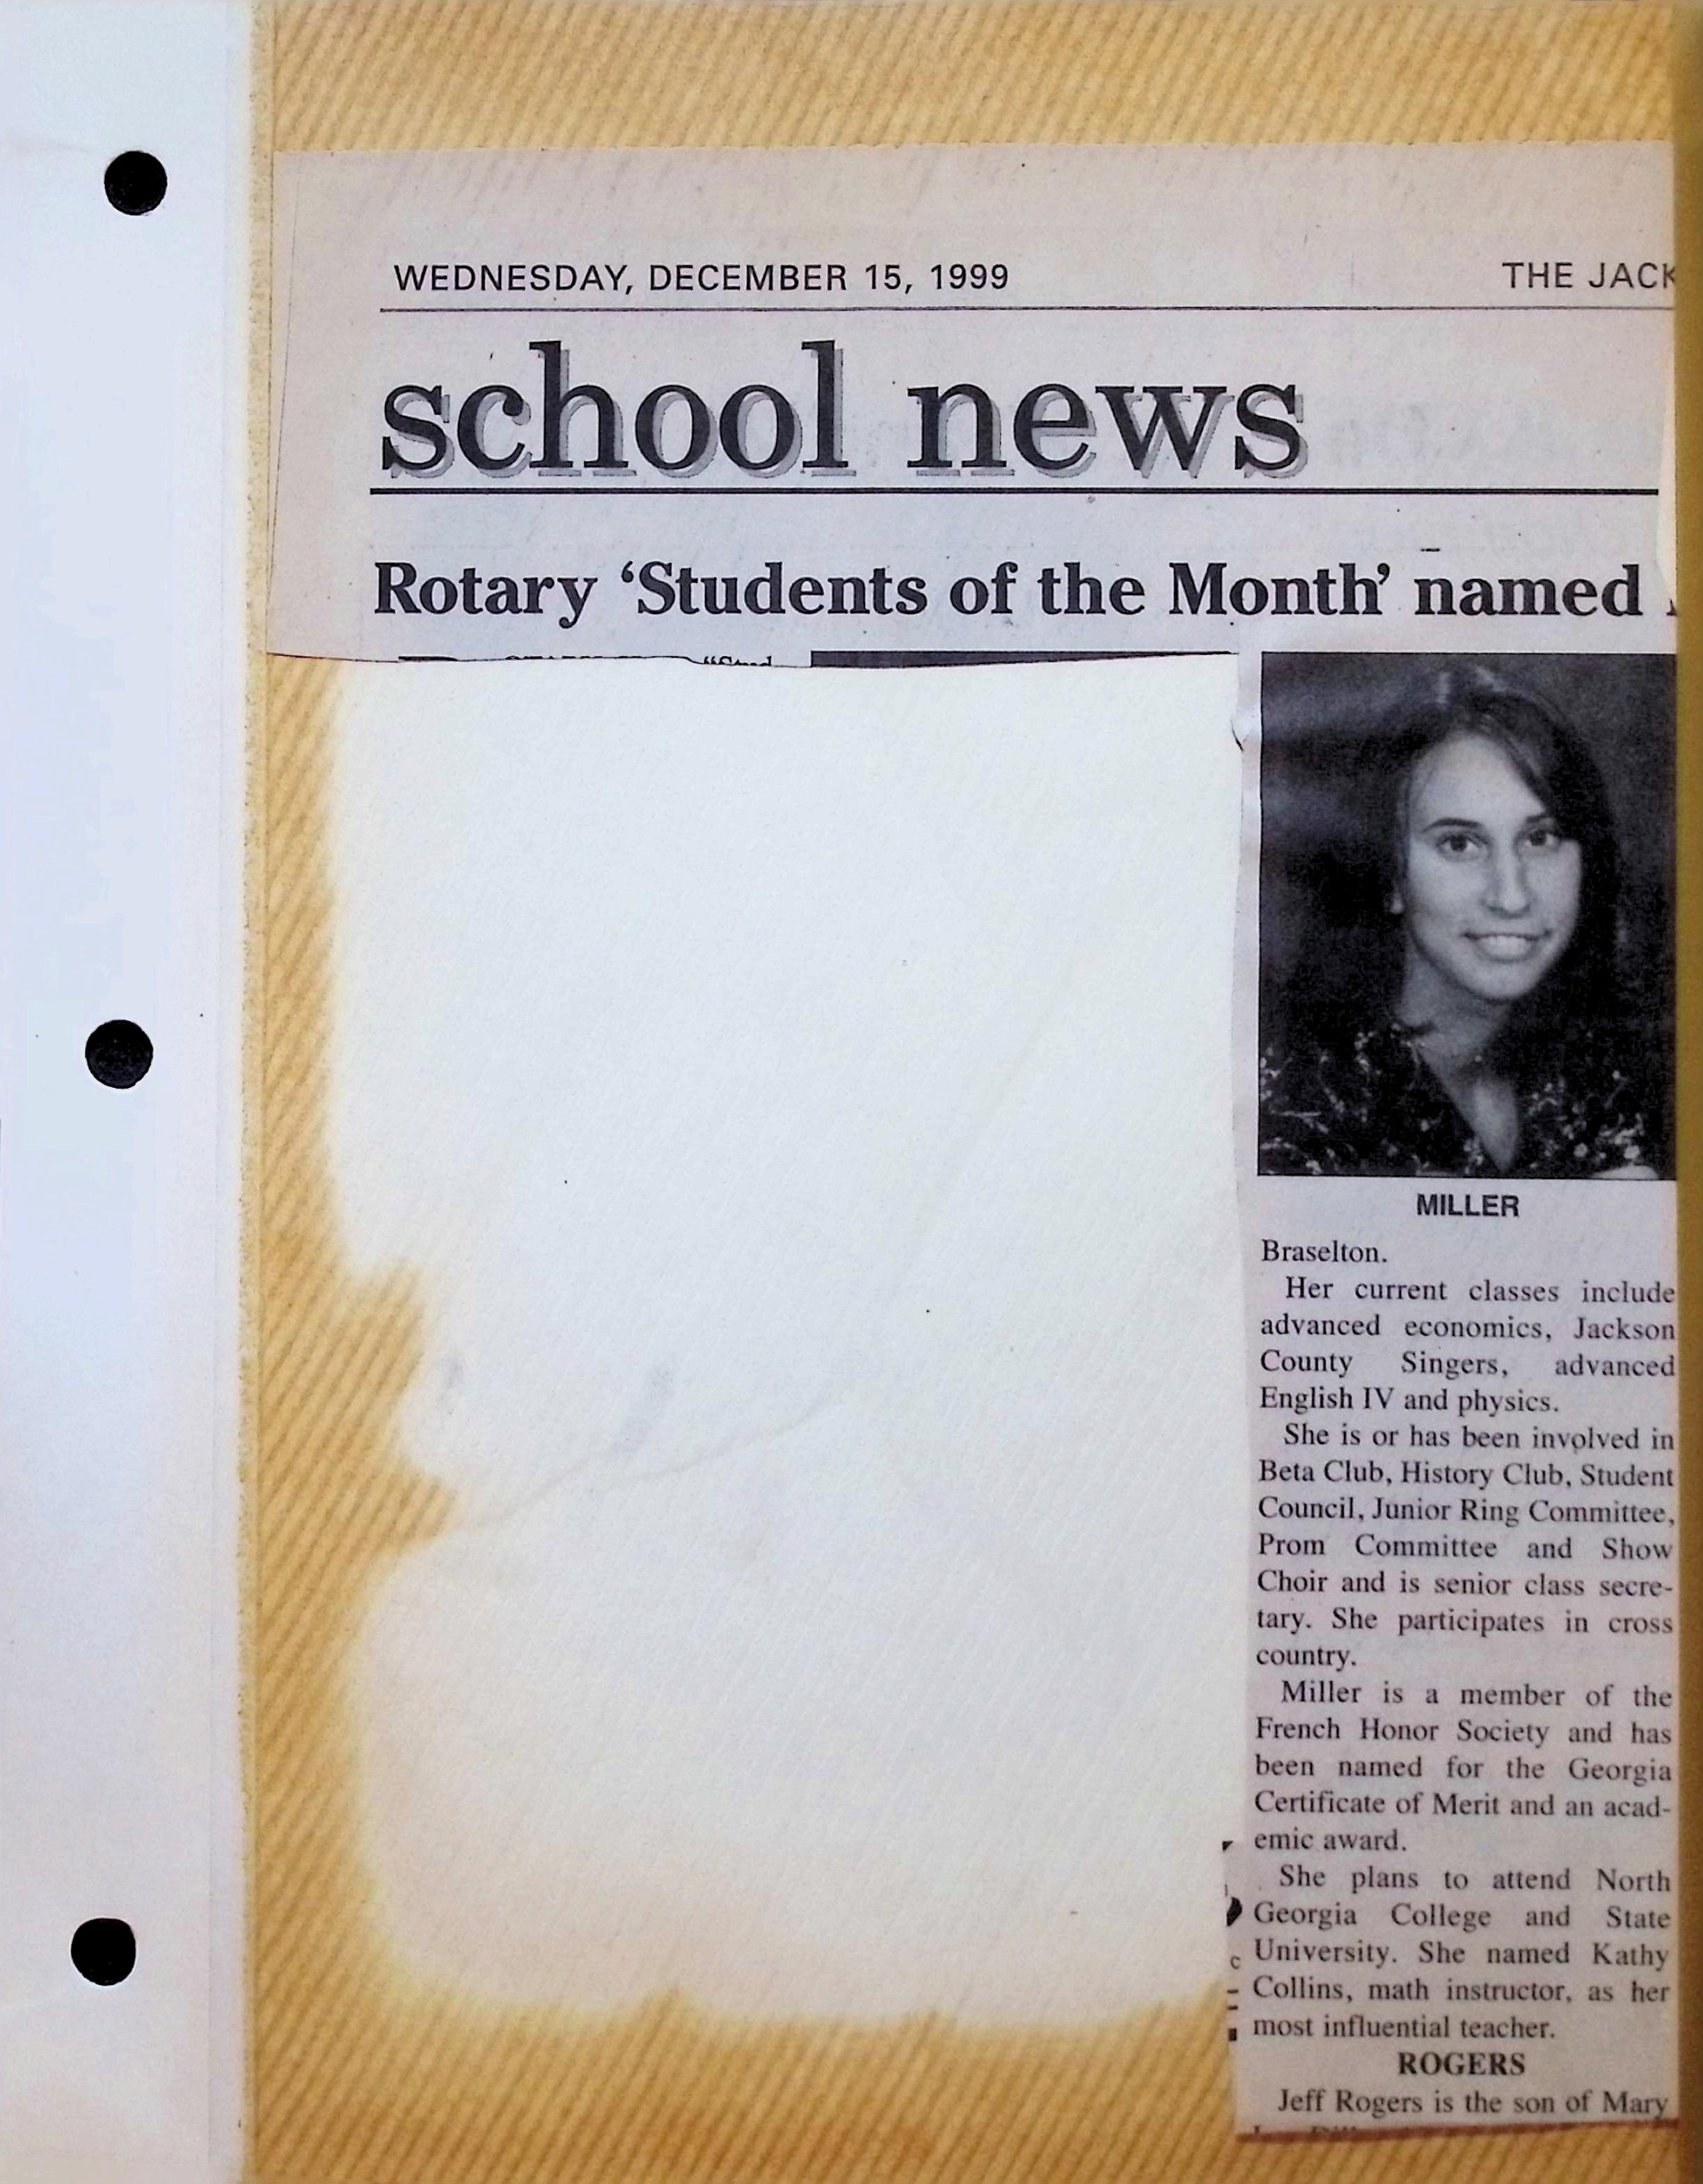 WEDNESDAY, DECEMBER 15, 1999 THE JACK
school news
Rotary ‘Students of the Month’ named
MILLER
Braselton.
Her current classes include
advanced economics, Jackson
County Singers, advanced
English IV and physics.
She is or has been involved in
Beta Club, History Club, Student
Council, Junior Ring Committee,
Prom Committee and Show
Choir and is senior class secre-
tary. She participates in cross
country.
Miller is a member of the
French Honor Society and has
been named for the Georgia
Certificate of Merit and an acad-
emic award.
She plans to attend North
Georgia College and State
University. She named Kathy
Collins, math instructor, as her
most influential teacher.
ROGERS
Jeff Rogers is the son of Mary